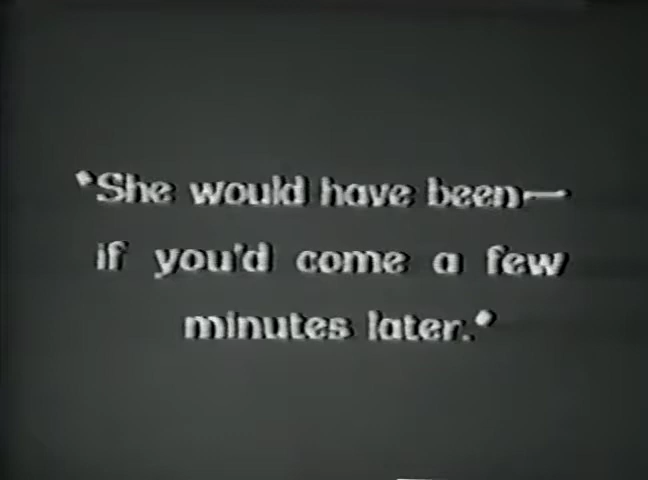 "She would have been—
if you'd come a few
minutes later."